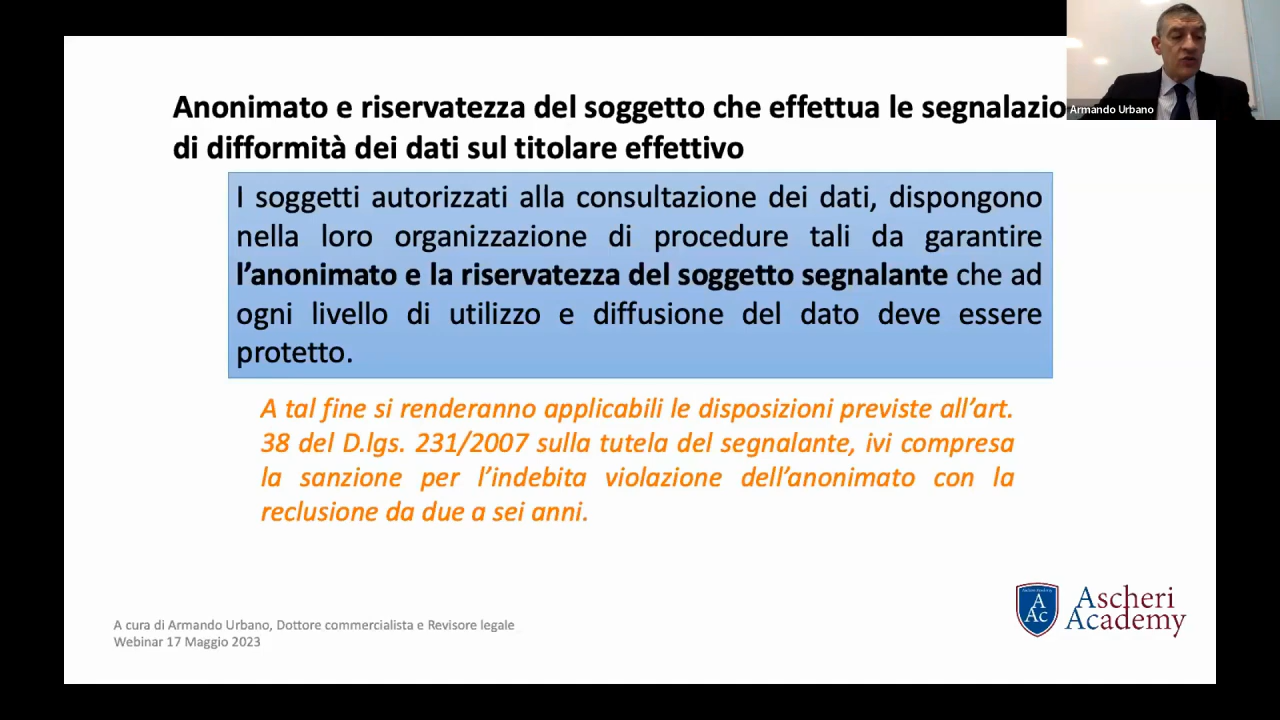 Anonimato e riservatezza del soggetto che effettua le segnalazio
di difformità dei dati sul titolare effettivo
Armando Urbano
I soggetti autorizzati alla consultazione dei dati, dispongono
nella loro organizzazione di procedure tali da garantire
l’anonimato e la riservatezza del soggetto segnalante che ad
ogni livello di utilizzo e diffusione del dato deve essere
protetto.
A tal fine si renderanno applicabili le disposizioni previste all’art.
38 del D.lgs. 231/2007 sulla tutela del segnalante, ivi compresa
la sanzione per l’indebita violazione dell’anonimato con la
reclusione da due a sei anni.
A cura di Armando Urbano, Dottore commercialista e Revisore legale
Webinar 17 Maggio 2023
A
Ac
Ascheri
Academy